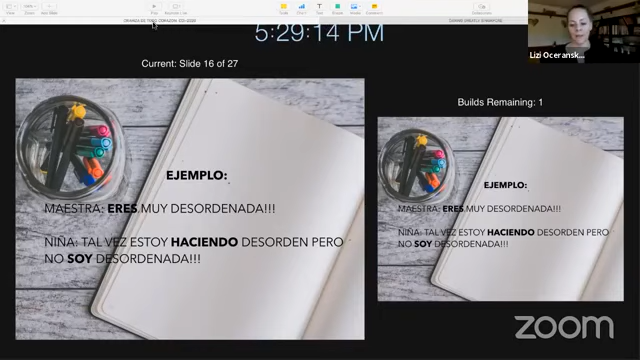 5:29:14 PM
Current: Slide 16 of 27
EJEMPLO:
MAESTRA: ERES MUY DESORDENADA!!!
NIÑA: TAL VEZ ESTOY HACIENDO DESORDEN PERO
NO SOY DESORDENADA!!!
Builds Remaining: 1
EJEMPLO:
MAESTRA: ERES MUY DESORDENADA!!!
NIÑA: TAL VEZ ESTOY HACIENDO DESORDEN PERO
NO SOY DESORDENADA!!!
Lizi Oceransk...
zoom